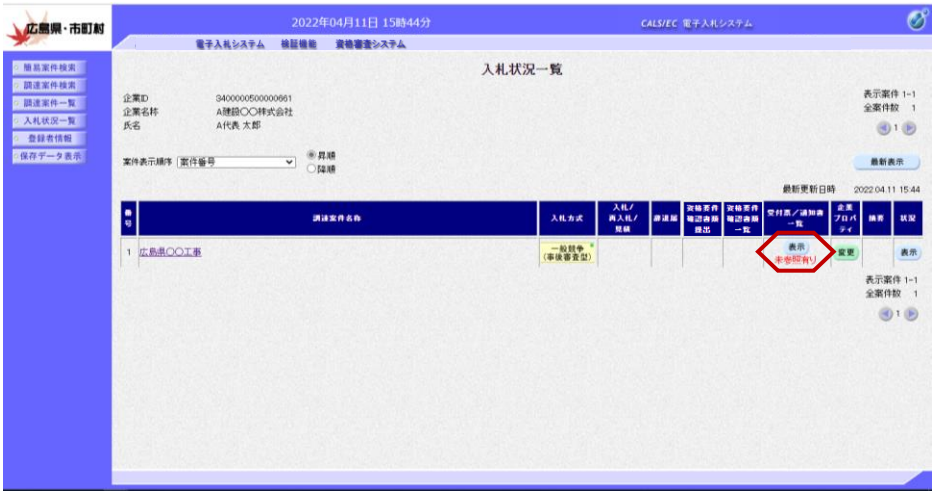 広島県・市町村
2022年04月11日 15時44分
CALS/EC 電子入札システム
電子入札システム 検証機能 資格審査システム
簡易案件検索
調達案件検索
調達案件一覧
入札状況一覧
登録者情報
保存データ表示
入札状況一覧
企業ID 3400000500000661
企業名称 A建設〇〇株式会社
氏名 A代表 太郎
表示案件 1-1
全案件数 1
1
案件表示順序 案件番号
昇順
降順
最新表示
最新更新日時 2022.04.11 15:44
番号 調達案件名称 入札方式 入札/再入札/見積 辞退届 資格要件確認書類提出 資格要件確認書類一覧 受付票/通知書一覧 企業プロパティ 摘要 状況
1 広島県〇〇工事 一般競争(事後審査型) 表示 未参照有り 変更 表示
表示案件 1-1
全案件数 1
1